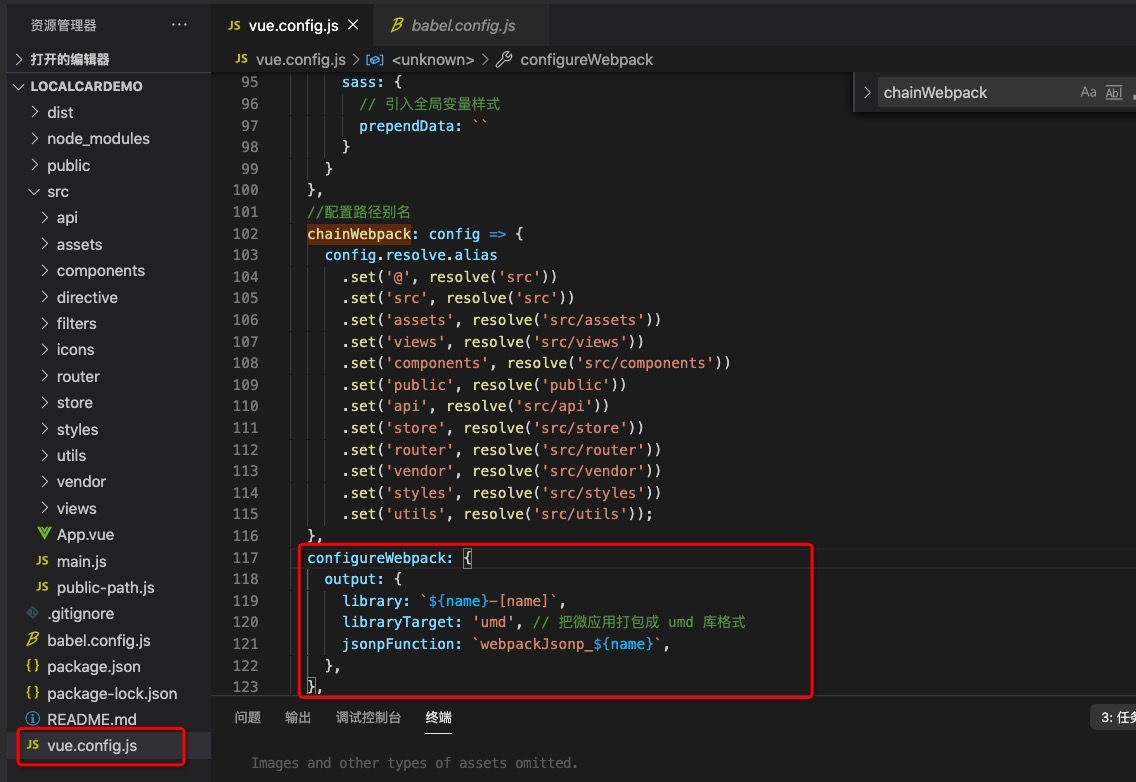 资源管理器 ···
JS vue.config.js ×
babel.config.js
打开的编辑器
JS vue.config.js > <unknown> > configureWebpack
LOCALCARDEMO
dist
node_modules
public
src
api
assets
components
directive
filters
icons
router
store
styles
utils
vendor
views
App.vue
JS main.js
JS public-path.js
.gitignore
babel.config.js
{} package.json
{} package-lock.json
README.md
JS vue.config.js
chainWebpack Aa Abl
95 sass: {
96 // 引入全局变量样式
97 prependData: ``
98 }
99 }
100 },
101 //配置路径别名
102 chainWebpack: config => {
103 config.resolve.alias
104 .set('@', resolve('src'))
105 .set('src', resolve('src'))
106 .set('assets', resolve('src/assets'))
107 .set('views', resolve('src/views'))
108 .set('components', resolve('src/components'))
109 .set('public', resolve('public'))
110 .set('api', resolve('src/api'))
111 .set('store', resolve('src/store'))
112 .set('router', resolve('src/router'))
113 .set('vendor', resolve('src/vendor'))
114 .set('styles', resolve('src/styles'))
115 .set('utils', resolve('src/utils'));
116 },
117 configureWebpack: {
118 output: {
119 library: `${name}-[name]`,
120 libraryTarget: 'umd', // 把微应用打包成 umd 库格式
121 jsonpFunction: `webpackJsonp_${name}`,
122 },
123 },
问题 输出 调试控制台 终端
3: 任务
Images and other types of assets omitted.